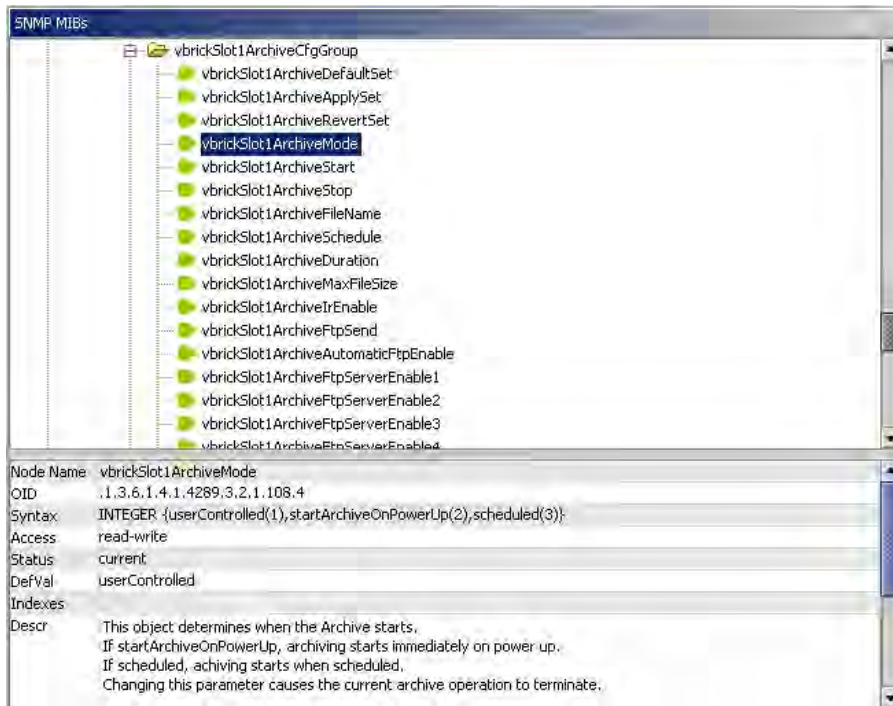 SNMP MIBs
vbrickSlot1ArchiveCfgGroup
vbrickSlot1ArchiveDefaultSet
vbrickSlot1ArchiveApplySet
vbrickSlot1ArchiveRevertSet
vbrickSlot1ArchiveMode
vbrickSlot1ArchiveStart
vbrickSlot1ArchiveStop
vbrickSlot1ArchiveFileName
vbrickSlot1ArchiveSchedule
vbrickSlot1ArchiveDuration
vbrickSlot1ArchiveMaxFileSize
vbrickSlot1ArchiveIrEnable
vbrickSlot1ArchiveFtpSend
vbrickSlot1ArchiveAutomaticFtpEnable
vbrickSlot1ArchiveFtpServerEnable1
vbrickSlot1ArchiveFtpServerEnable2
vbrickSlot1ArchiveFtpServerEnable3
vbrickSlot1ArchiveFtpServerEnable4
Node Name vbrickSlot1ArchiveMode
OID .1.3.6.1.4.1.4289.3.2.1.108.4
Syntax INTEGER {userControlled(1),startArchiveOnPowerUp(2),scheduled(3)}
Access read-write
Status current
DefVal userControlled
Indexes
Descr This object determines when the Archive starts.
If startArchiveOnPowerUp, archiving starts immediately on power up.
If scheduled, achiving starts when scheduled.
Changing this parameter causes the current archive operation to terminate.